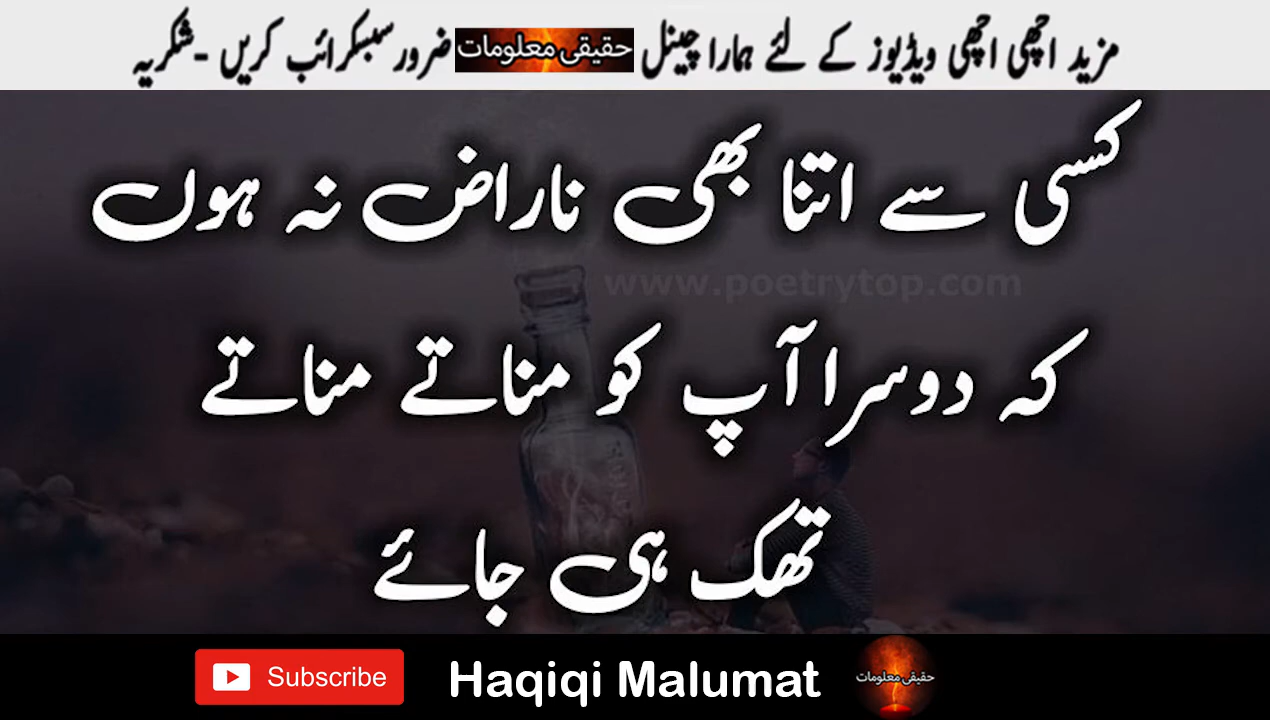 مزید اچھی اچھی ویڈیوز کے لئے ہمارا چینل حقیقی معلومات ضرور سبسکرائب کریں - شکریہ
کسی سے اتنا بھی ناراض نہ ہوں
www.poetrytop.com
کہ دوسرا آپ کو مناتے مناتے
تھک ہی جائے
Subscribe Haqiqi Malumat حقیقی معلومات